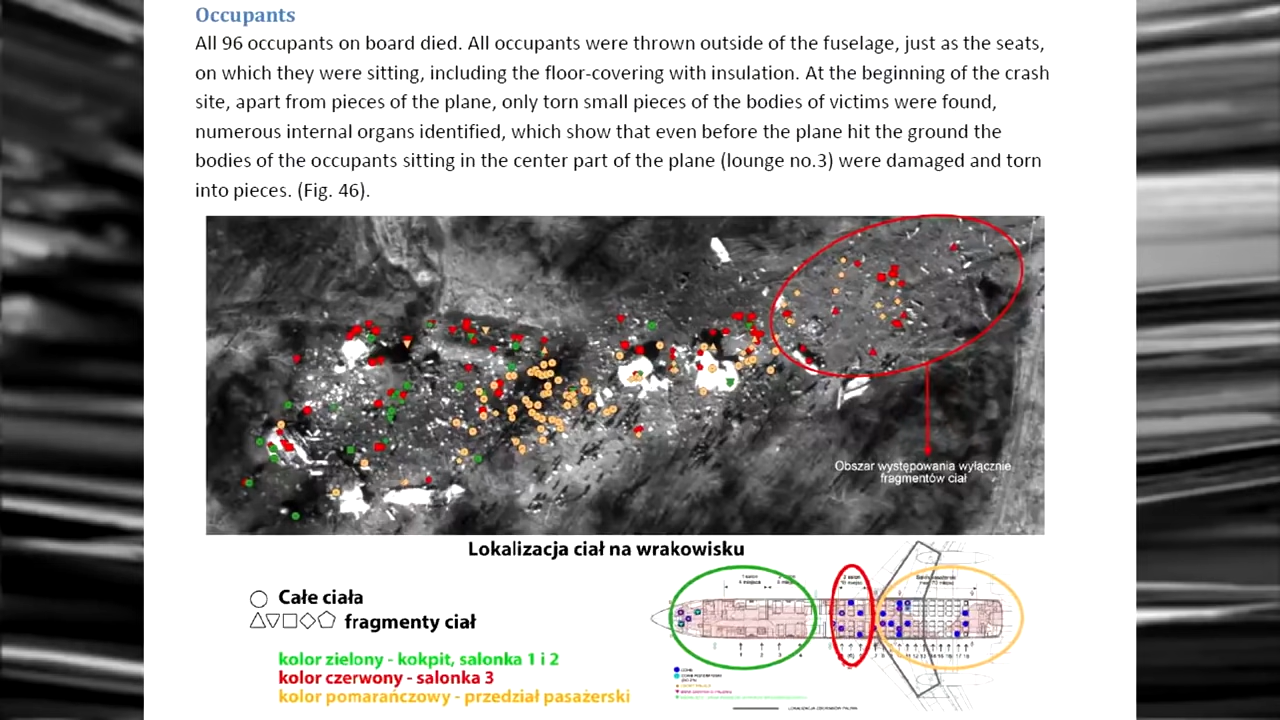 Occupants
All 96 occupants on board died. All occupants were thrown outside of the fuselage, just as the seats,
on which they were sitting, including the floor-covering with insulation. At the beginning of the crash
site, apart from pieces of the plane, only torn small pieces of the bodies of victims were found,
numerous internal organs identified, which show that even before the plane hit the ground the
bodies of the occupants sitting in the center part of the plane (lounge no.3) were damaged and torn
into pieces. (Fig. 46).
Obszar występowania wyłącznie
fragmentów ciał
Lokalizacja ciał na wrakowisku
Całe ciała
fragmenty ciał
kolor zielony - kokpit, salonka 1 i 2
kolor czerwony - salonka 3
kolor pomarańczowy - przedział pasażerski